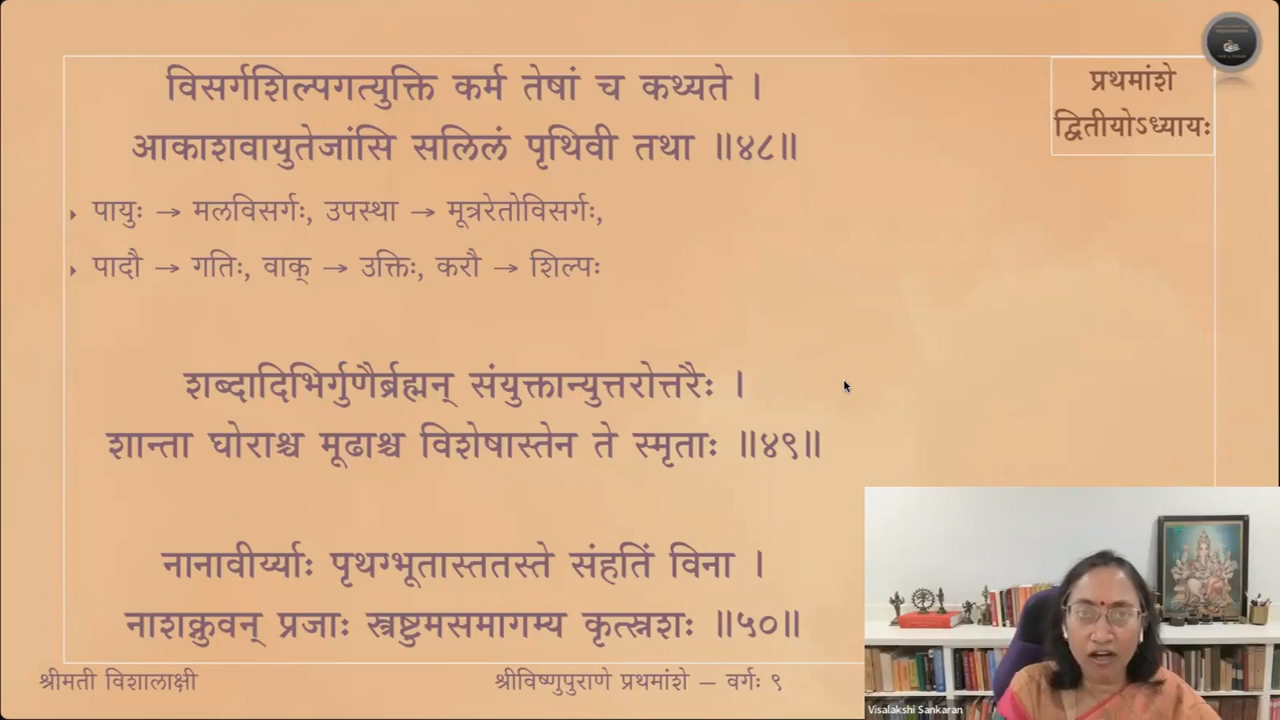 विसर्गशिल्पगत्युक्ति कर्म तेषां च कथ्यते ।
आकाशवायुतेजांसि सलिलं पृथिवी तथा ॥४८॥
प्रथमांशे
द्वितीयोऽध्यायः
पायुः → मलविसर्गः, उपस्था → मूत्ररेतोविसर्गः,
पादौ → गतिः, वाक् → उक्तिः, करौ → शिल्पः
शब्दादिभिर्गुणैर्ब्रह्मन् संयुक्तान्युत्तरोत्तरैः ।
शान्ता घोराश्च मूढाश्च विशेषास्तेन ते स्मृताः ॥४९॥
नानावीर्य्याः पृथग्भूतास्ततस्ते संहतिं विना ।
नाशक्नुवन् प्रजाः स्त्रष्टुमसमागम्य कृत्स्नशः ॥५०॥
श्रीमती विशालाक्षी
श्रीविष्णुपुराणे प्रथमांशे – वर्गः ९
Visalakshi Sankaran